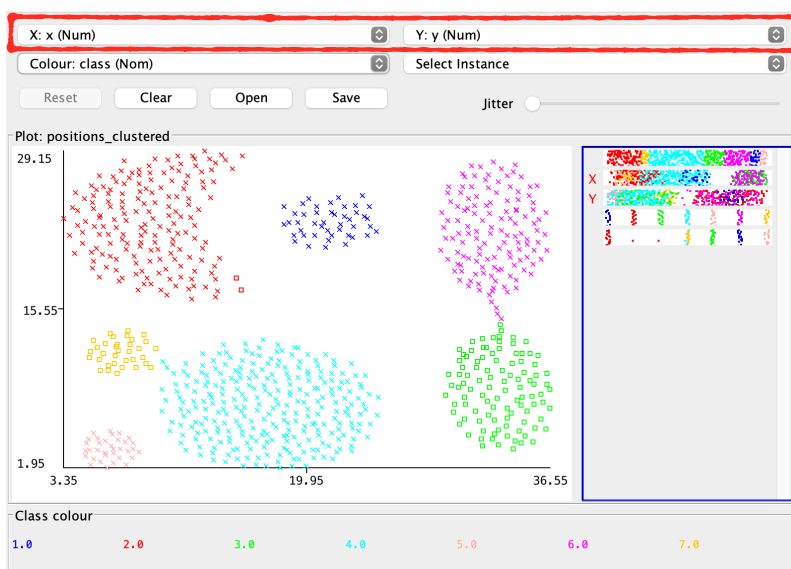 X: x (Num) Y: y (Num)
Colour: class (Nom) Select Instance
Reset Clear Open Save Jitter
Plot: positions_clustered
29.15
X
Y
15.55
1.95
3.35 19.95 36.55
Class colour
1.0 2.0 3.0 4.0 5.0 6.0 7.0